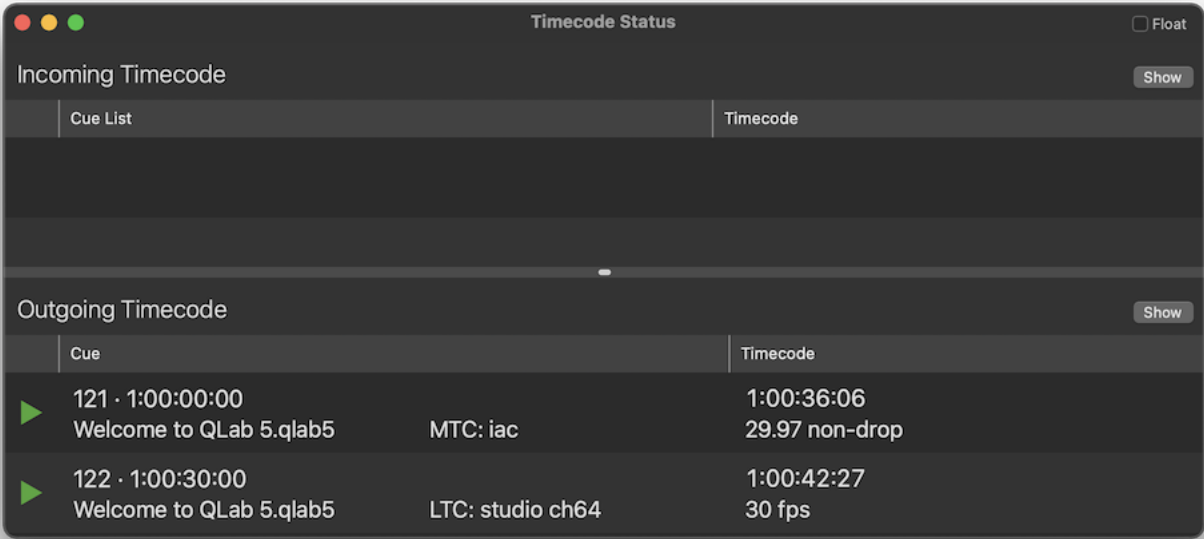 Timecode Status
Float
Incoming Timecode
Show
Cue List
Timecode
Outgoing Timecode
Show
Cue
Timecode
121 · 1:00:00:00
1:00:36:06
Welcome to QLab 5.qlab5
MTC: iac
29.97 non-drop
122 · 1:00:30:00
1:00:42:27
Welcome to QLab 5.qlab5
LTC: studio ch64
30 fps